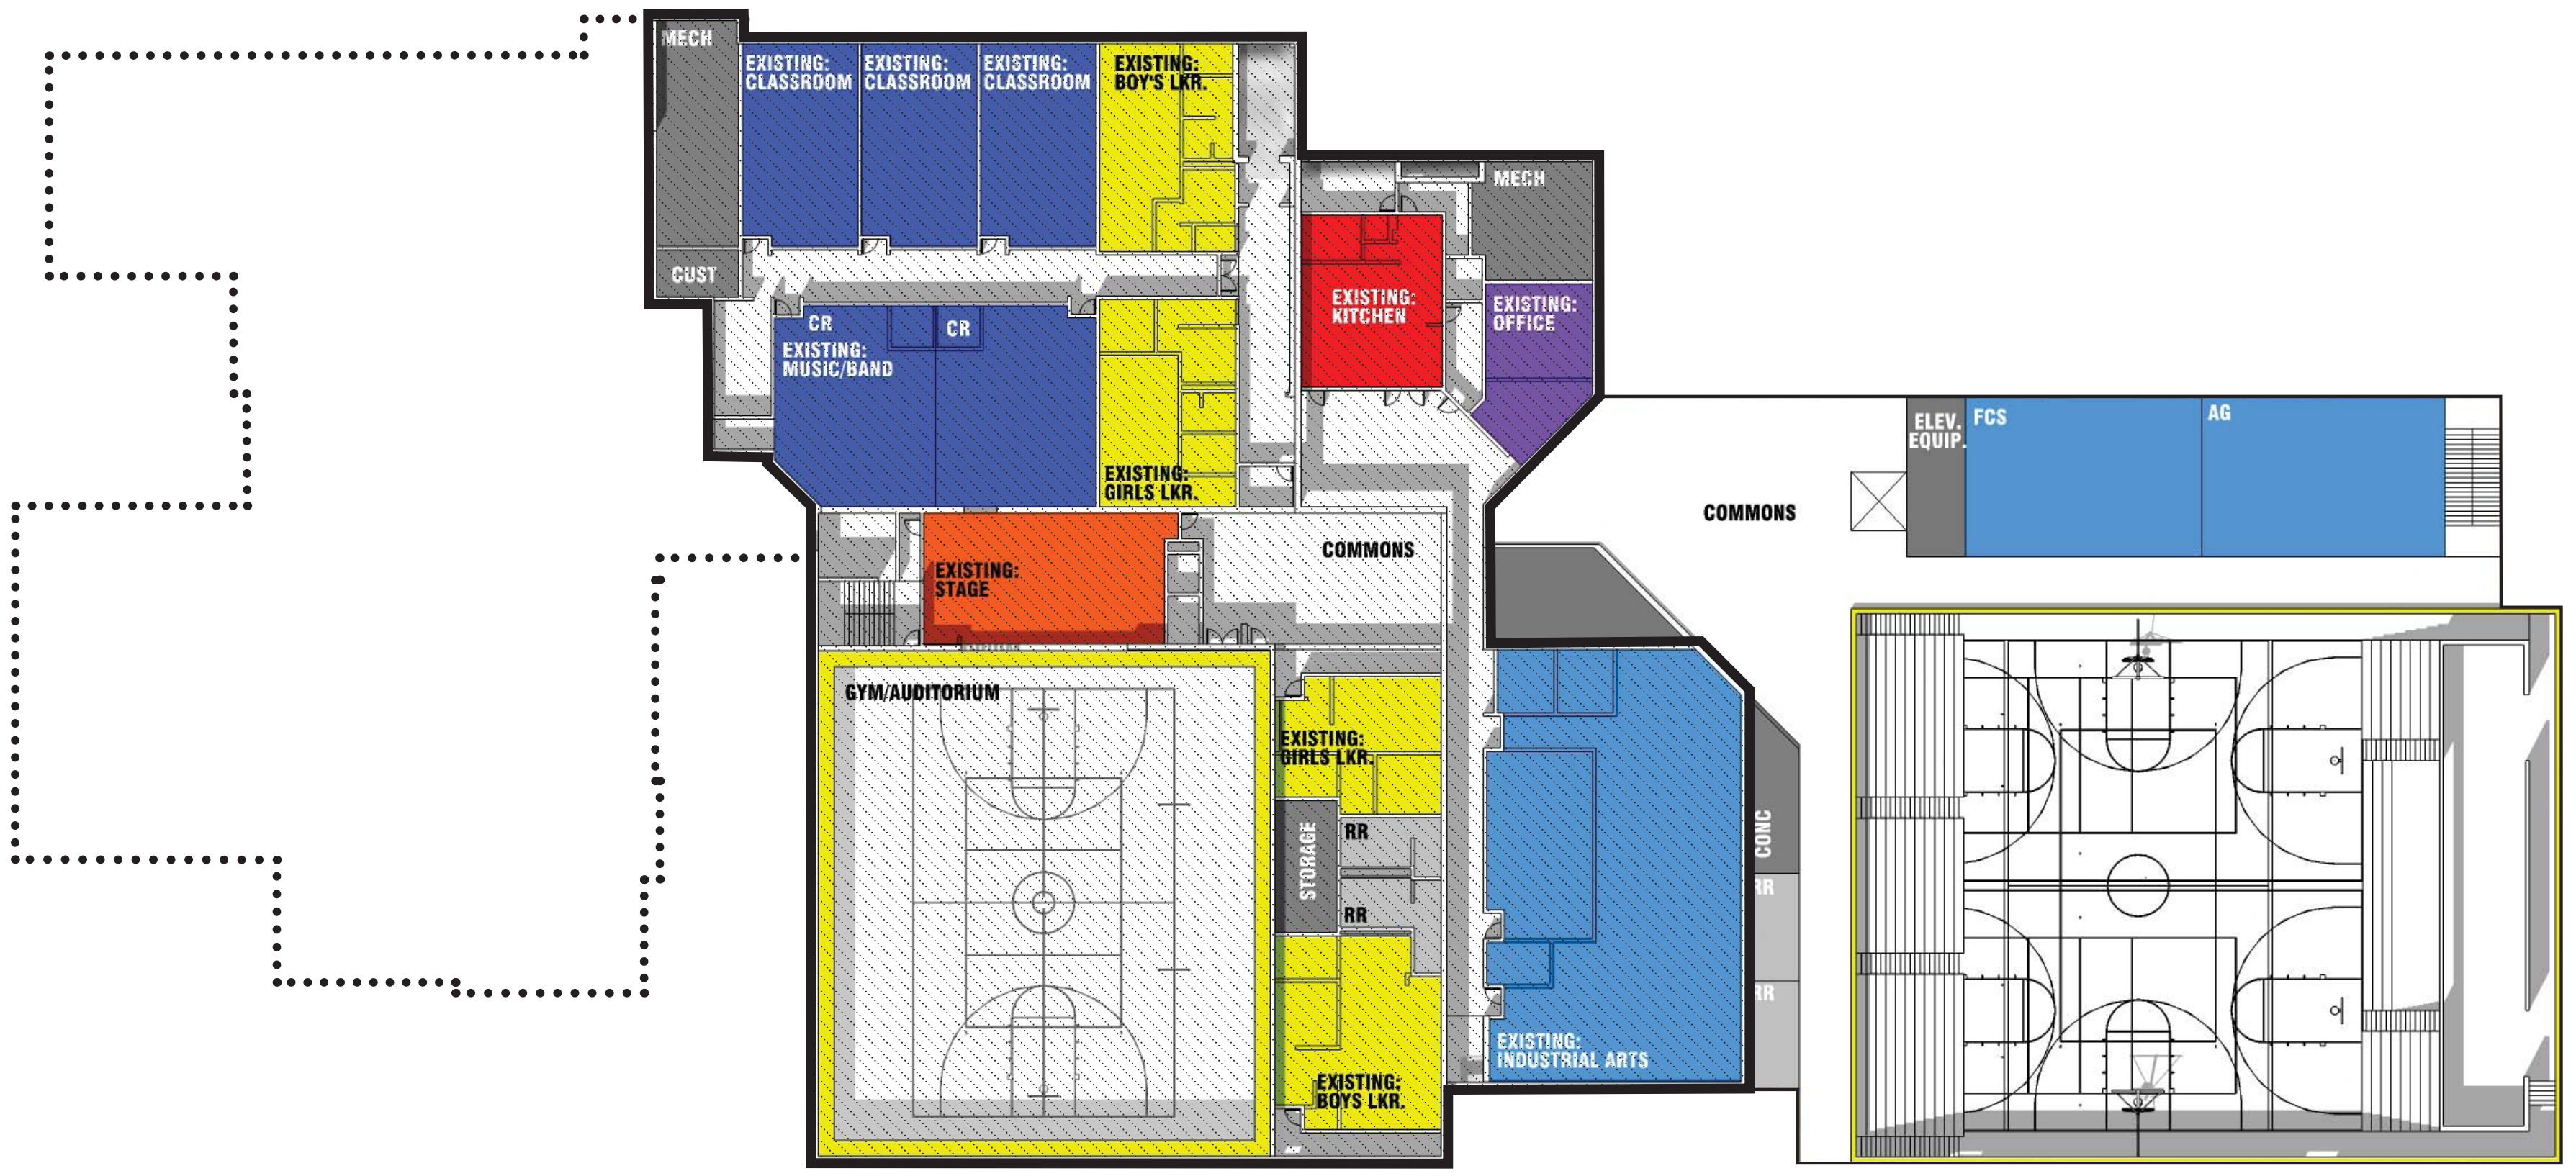 MECH
EXISTING:
CLASSROOM
EXISTING:
CLASSROOM
EXISTING:
CLASSROOM
EXISTING:
BOY'S LKR.
MECH
CUST
EXISTING:
KITCHEN
EXISTING:
OFFICE
CR
CR
EXISTING:
MUSIC/BAND
EXISTING:
GIRLS LKR.
ELEV.
EQUIP.
FCS
AG
COMMONS
COMMONS
EXISTING:
STAGE
GYM/AUDITORIUM
EXISTING:
GIRLS LKR.
STORAGE
RR
RR
CONC
RR
RR
EXISTING:
INDUSTRIAL ARTS
EXISTING:
BOYS LKR.